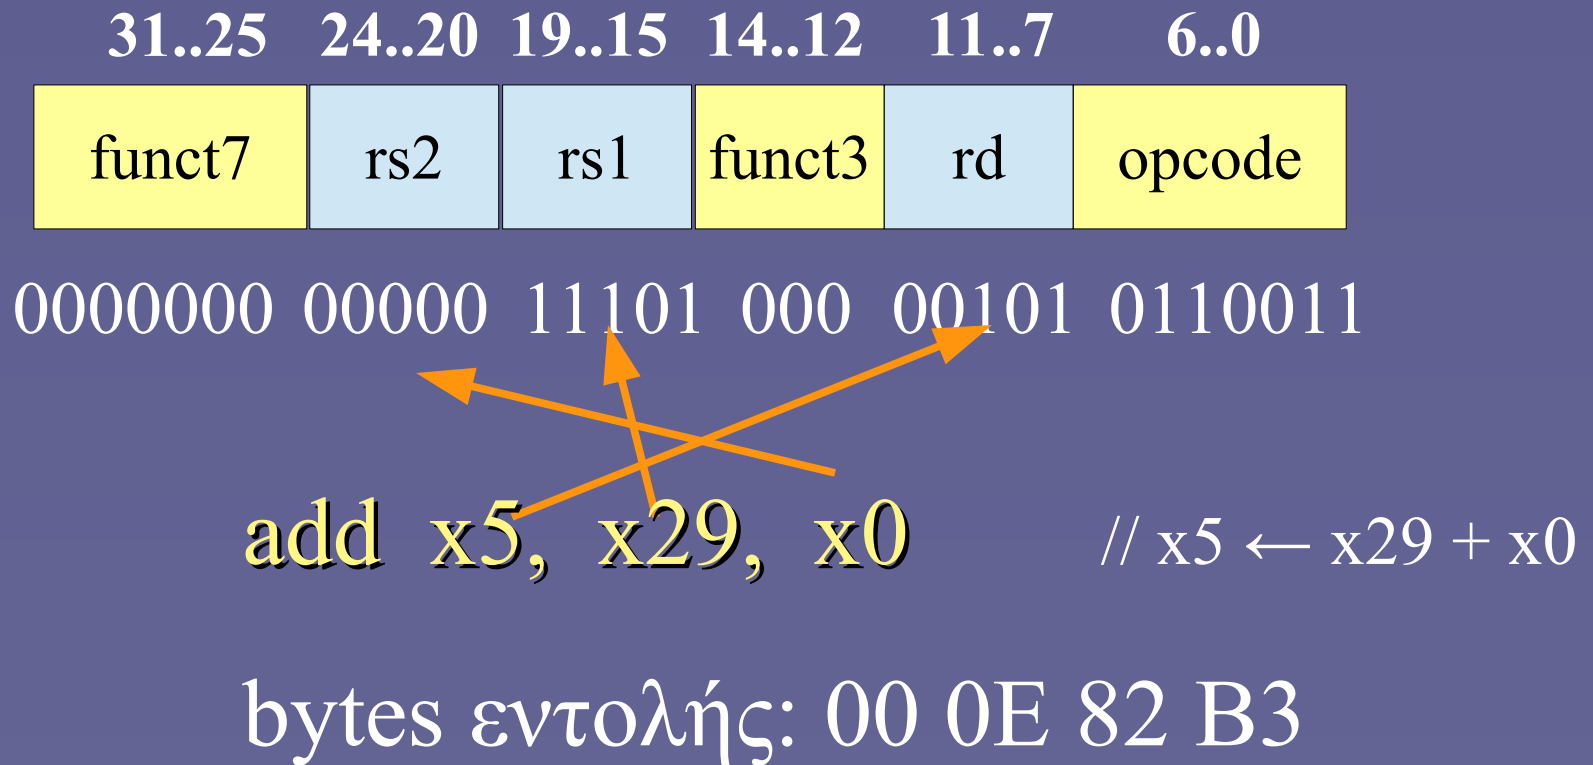 31..25 24..20 19..15 14..12 11..7 6..0
funct7 rs2 rs1 funct3 rd opcode
0000000 00000 11101 000 00101 0110011
add x5, x29, x0 // x5 ← x29 + x0
bytes εντολής: 00 0E 82 B3